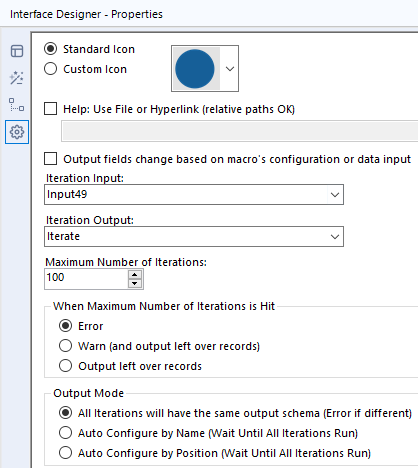 Interface Designer - Properties
Standard Icon
Custom Icon
Help: Use File or Hyperlink (relative paths OK)
Output fields change based on macro's configuration or data input
Iteration Input:
Input49
Iteration Output:
Iterate
Maximum Number of Iterations:
100
When Maximum Number of Iterations is Hit
Error
Warn (and output left over records)
Output left over records
Output Mode
All Iterations will have the same output schema (Error if different)
Auto Configure by Name (Wait Until All Iterations Run)
Auto Configure by Position (Wait Until All Iterations Run)